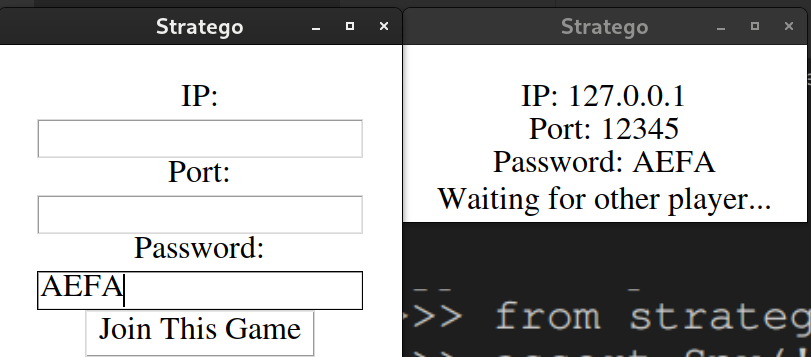 Stratego
IP:
Port:
Password:
AEFA
Join This Game
Stratego
IP: 127.0.0.1
Port: 12345
Password: AEFA
Waiting for other player...
>>> from strateg
>> assert